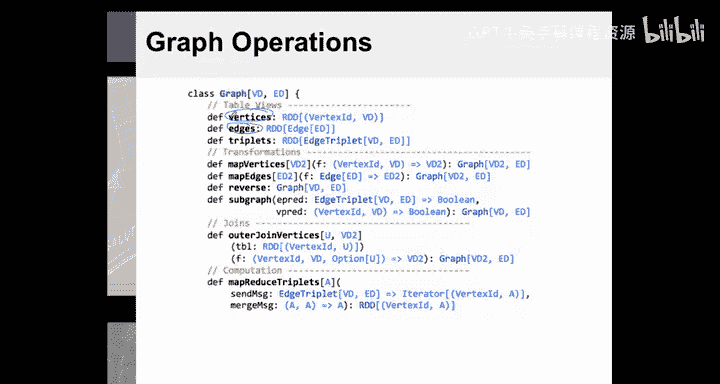 Graph Operations
bilibili
class Graph[VD, ED] {
// Table Views -----------------------
def vertices: RDD[(VertexId, VD)]
def edges: RDD[Edge[ED]]
def triplets: RDD[EdgeTriplet[VD, ED]]
// Transformations ------------------------------
def mapVertices[VD2](f: (VertexId, VD) => VD2): Graph[VD2, ED]
def mapEdges[ED2](f: Edge[ED] => ED2): Graph[VD2, ED]
def reverse: Graph[VD, ED]
def subgraph(epred: EdgeTriplet[VD, ED] => Boolean,
vpred: (VertexId, VD) => Boolean): Graph[VD, ED]
// Joins ----------------------------------------
def outerJoinVertices[U, VD2]
(tbl: RDD[(VertexId, U)])
(f: (VertexId, VD, Option[U]) => VD2): Graph[VD2, ED]
// Computation ----------------------------------
def mapReduceTriplets[A](
sendMsg: EdgeTriplet[VD, ED] => Iterator[(VertexId, A)],
mergeMsg: (A, A) => A): RDD[(VertexId, A)]